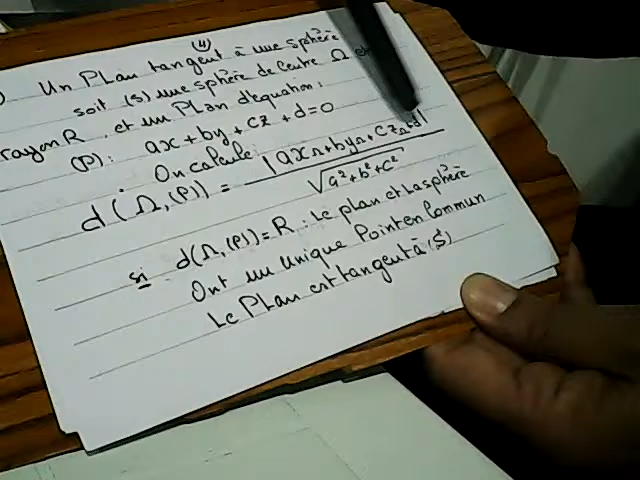 (4)
) Un Plan tangent à une sphère
soit (S) une sphère de centre Ω et
rayon R, et un Plan d'equation:
(P): ax + by + cz + d = 0
On calcule:
d(Ω,(P)) = |axΩ + byΩ + czΩ + d| / √a² + b² + c²
si d(Ω,(P)) = R : Le plan et la sphère
Ont un unique Point en Commun
Le Plan est tangent à (S)